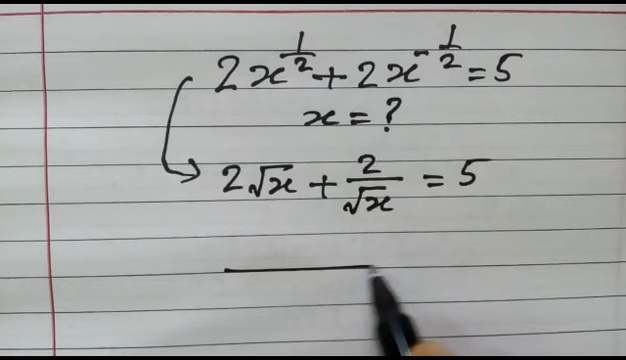 2x^{1/2} + 2x^{-1/2} = 5
x = ?
2√x + 2/√x = 5